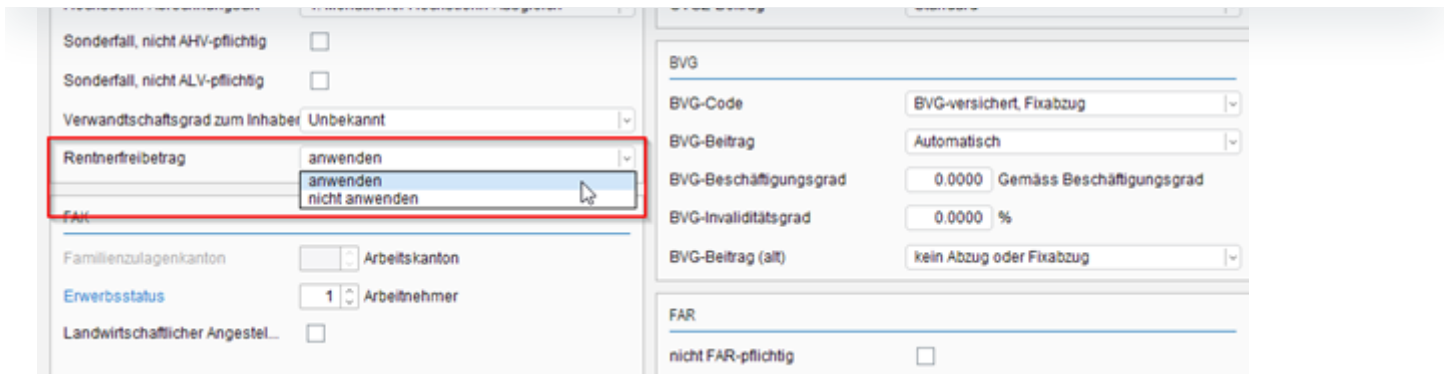 Sonderfall, nicht AHV-pflichtig
Sonderfall, nicht ALV-pflichtig
Verwandtschaftsgrad zum Inhaber Unbekannt
Rentnerfreibetrag anwenden
anwenden
nicht anwenden
FAK
Familienzulagenkanton Arbeitskanton
Erwerbsstatus 1 Arbeitnehmer
Landwirtschaftlicher Angestel...
BVG
BVG-Code BVG-versichert, Fixabzug
BVG-Beitrag Automatisch
BVG-Beschäftigungsgrad 0.0000 Gemäss Beschäftigungsgrad
BVG-Invaliditätsgrad 0.0000 %
BVG-Beitrag (alt) kein Abzug oder Fixabzug
FAR
nicht FAR-pflichtig